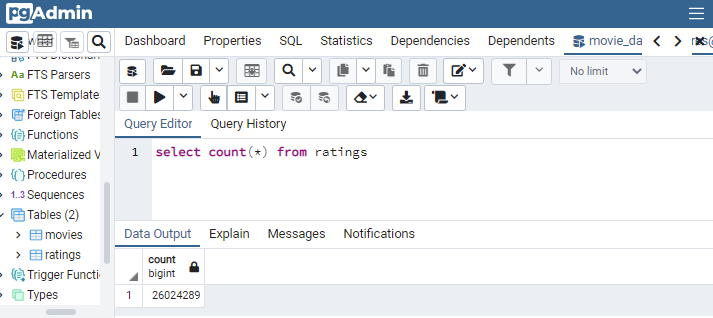 pgAdmin
Dashboard Properties SQL Statistics Dependencies Dependents movie_da
FTS Parsers
FTS Template
Foreign Tables
Functions
Materialized V
Procedures
1..3 Sequences
Tables (2)
movies
ratings
Trigger Functi
Types
No limit
Query Editor Query History
1 select count(*) from ratings
Data Output Explain Messages Notifications
count
bigint
1 26024289